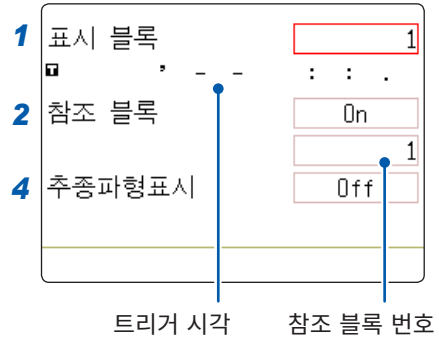 1 표시 블록 1
T ' - - : : .
2 참조 블록 On
1
4 추종파형표시 Off
트리거 시각 참조 블록 번호